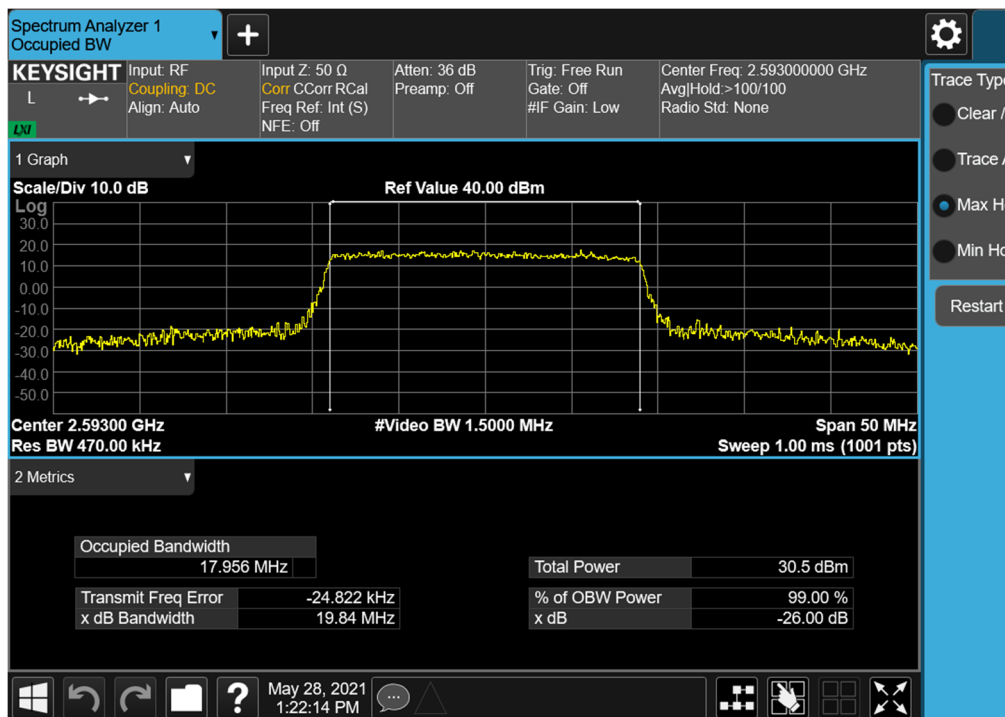 Spectrum Analyzer 1
Occupied BW
KEYSIGHT
L
LXI
Input: RF
Coupling: DC
Align: Auto
Input Z: 50 Ω
Corr CCorr RCal
Freq Ref: Int (S)
NFE: Off
Atten: 36 dB
Preamp: Off
Trig: Free Run
Gate: Off
#IF Gain: Low
Center Freq: 2.593000000 GHz
Avg|Hold:>100/100
Radio Std: None
Trace Type
Clear /
Trace A
Max Ho
Min Ho
Restart
1 Graph
Scale/Div 10.0 dB
Ref Value 40.00 dBm
Log
30.0
20.0
10.0
0.00
-10.0
-20.0
-30.0
-40.0
-50.0
Center 2.59300 GHz
#Video BW 1.5000 MHz
Span 50 MHz
Res BW 470.00 kHz
Sweep 1.00 ms (1001 pts)
2 Metrics
Occupied Bandwidth
17.956 MHz
Total Power 30.5 dBm
Transmit Freq Error -24.822 kHz
% of OBW Power 99.00 %
x dB Bandwidth 19.84 MHz
x dB -26.00 dB
May 28, 2021
1:22:14 PM